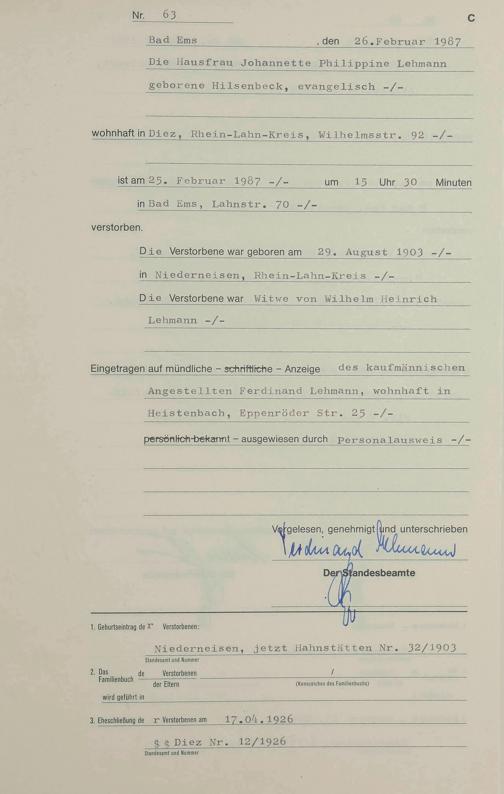 Nr. 63
C
Bad Ems , den 26.Februar 1987
Die Hausfrau Johannette Philippine Lehmann
geborene Hilsenbeck, evangelisch -/-
wohnhaft in Diez, Rhein-Lahn-Kreis, Wilhelmsstr. 92 -/-
ist am 25. Februar 1987 -/- um 15 Uhr 30 Minuten
in Bad Ems, Lahnstr. 70 -/-
verstorben.
Die Verstorbene war geboren am 29. August 1903 -/-
in Niederneisen, Rhein-Lahn-Kreis -/-
Die Verstorbene war Witwe von Wilhelm Heinrich
Lehmann -/-
Eingetragen auf mündliche – schriftliche – Anzeige des kaufmännischen
Angestellten Ferdinand Lehmann, wohnhaft in
Heistenbach, Eppenröder Str. 25 -/-
persönlich bekannt – ausgewiesen durch Personalausweis -/-
Vorgelesen, genehmigt und unterschrieben
Ferdinand Lehmann
Der Standesbeamte
1. Geburtseintrag de Verstorbenen:
Niederneisen, jetzt Hahnstätten Nr. 32/1903
Standesamt und Nummer
2. Das Familienbuch de Verstorbenen /
der Eltern (Kennzeichen des Familienbuchs)
wird geführt in
3. Eheschließung de r Verstorbenen am 17.04.1926
Diez Nr. 12/1926
Standesamt und Nummer